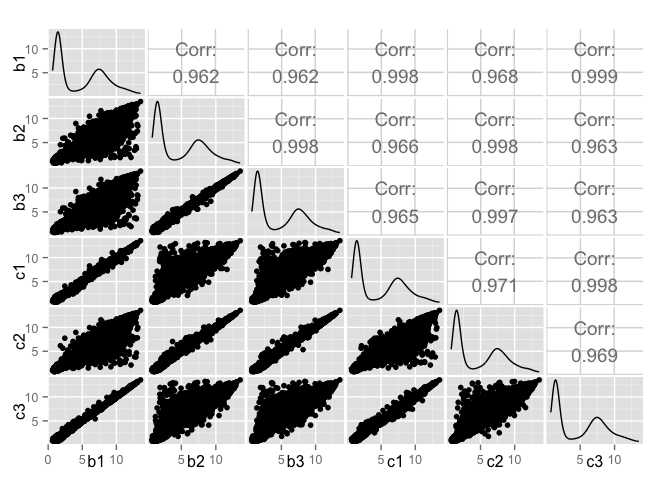 b1
10
5
Corr:
0.962
Corr:
0.962
Corr:
0.998
Corr:
0.968
Corr:
0.999
b2
10
5
Corr:
0.998
Corr:
0.966
Corr:
0.998
Corr:
0.963
b3
10
5
Corr:
0.965
Corr:
0.997
Corr:
0.963
c1
10
5
Corr:
0.971
Corr:
0.998
c2
10
5
Corr:
0.969
c3
10
5
0 5 b1 10
5 b2 10
5 b3 10
5 c1 10
5 c2 10
5 c3 10